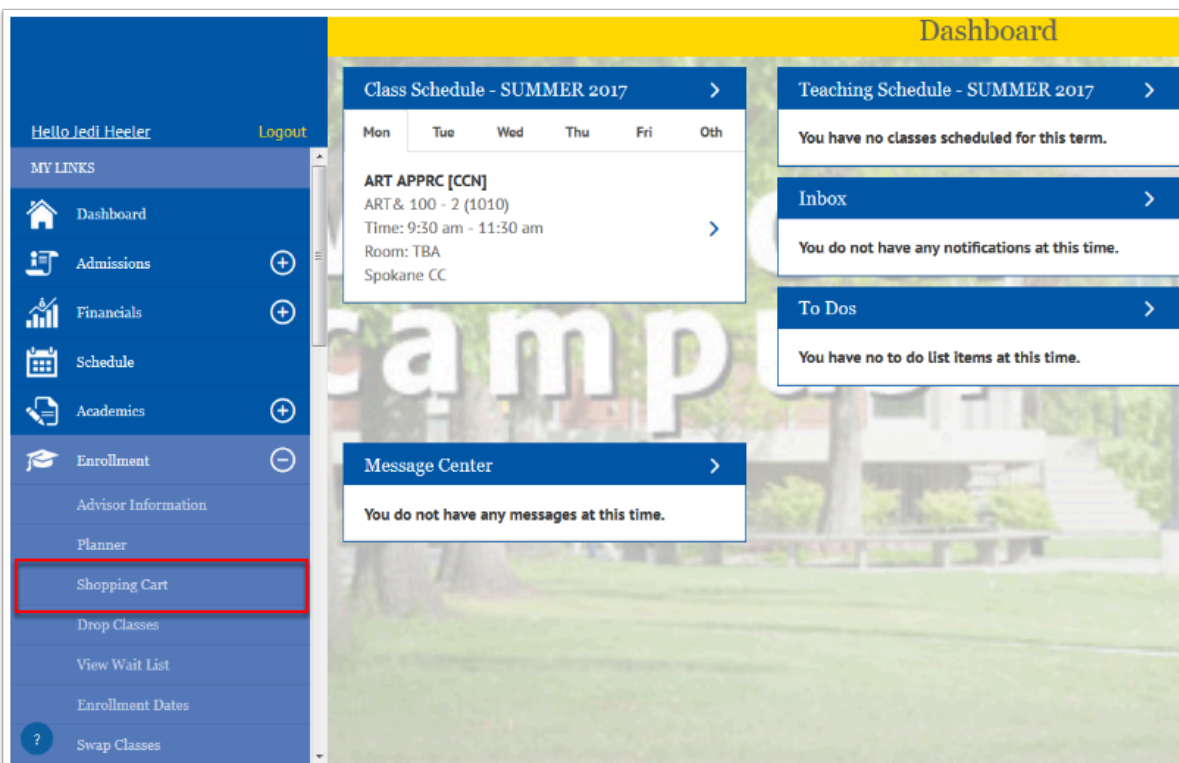 Dashboard
Hello Jedi Heeler
Logout
MY LINKS
Dashboard
Admissions
Financials
Schedule
Academics
Enrollment
Advisor Information
Planner
Shopping Cart
Drop Classes
View Wait List
Enrollment Dates
?
Swap Classes
Class Schedule - SUMMER 2017
Mon Tue Wed Thu Fri Oth
ART APPRC [CCN]
ART& 100 - 2 (1010)
Time: 9:30 am - 11:30 am
Room: TBA
Spokane CC
Message Center
You do not have any messages at this time.
Teaching Schedule - SUMMER 2017
You have no classes scheduled for this term.
Inbox
You do not have any notifications at this time.
To Dos
You have no to do list items at this time.
campus.